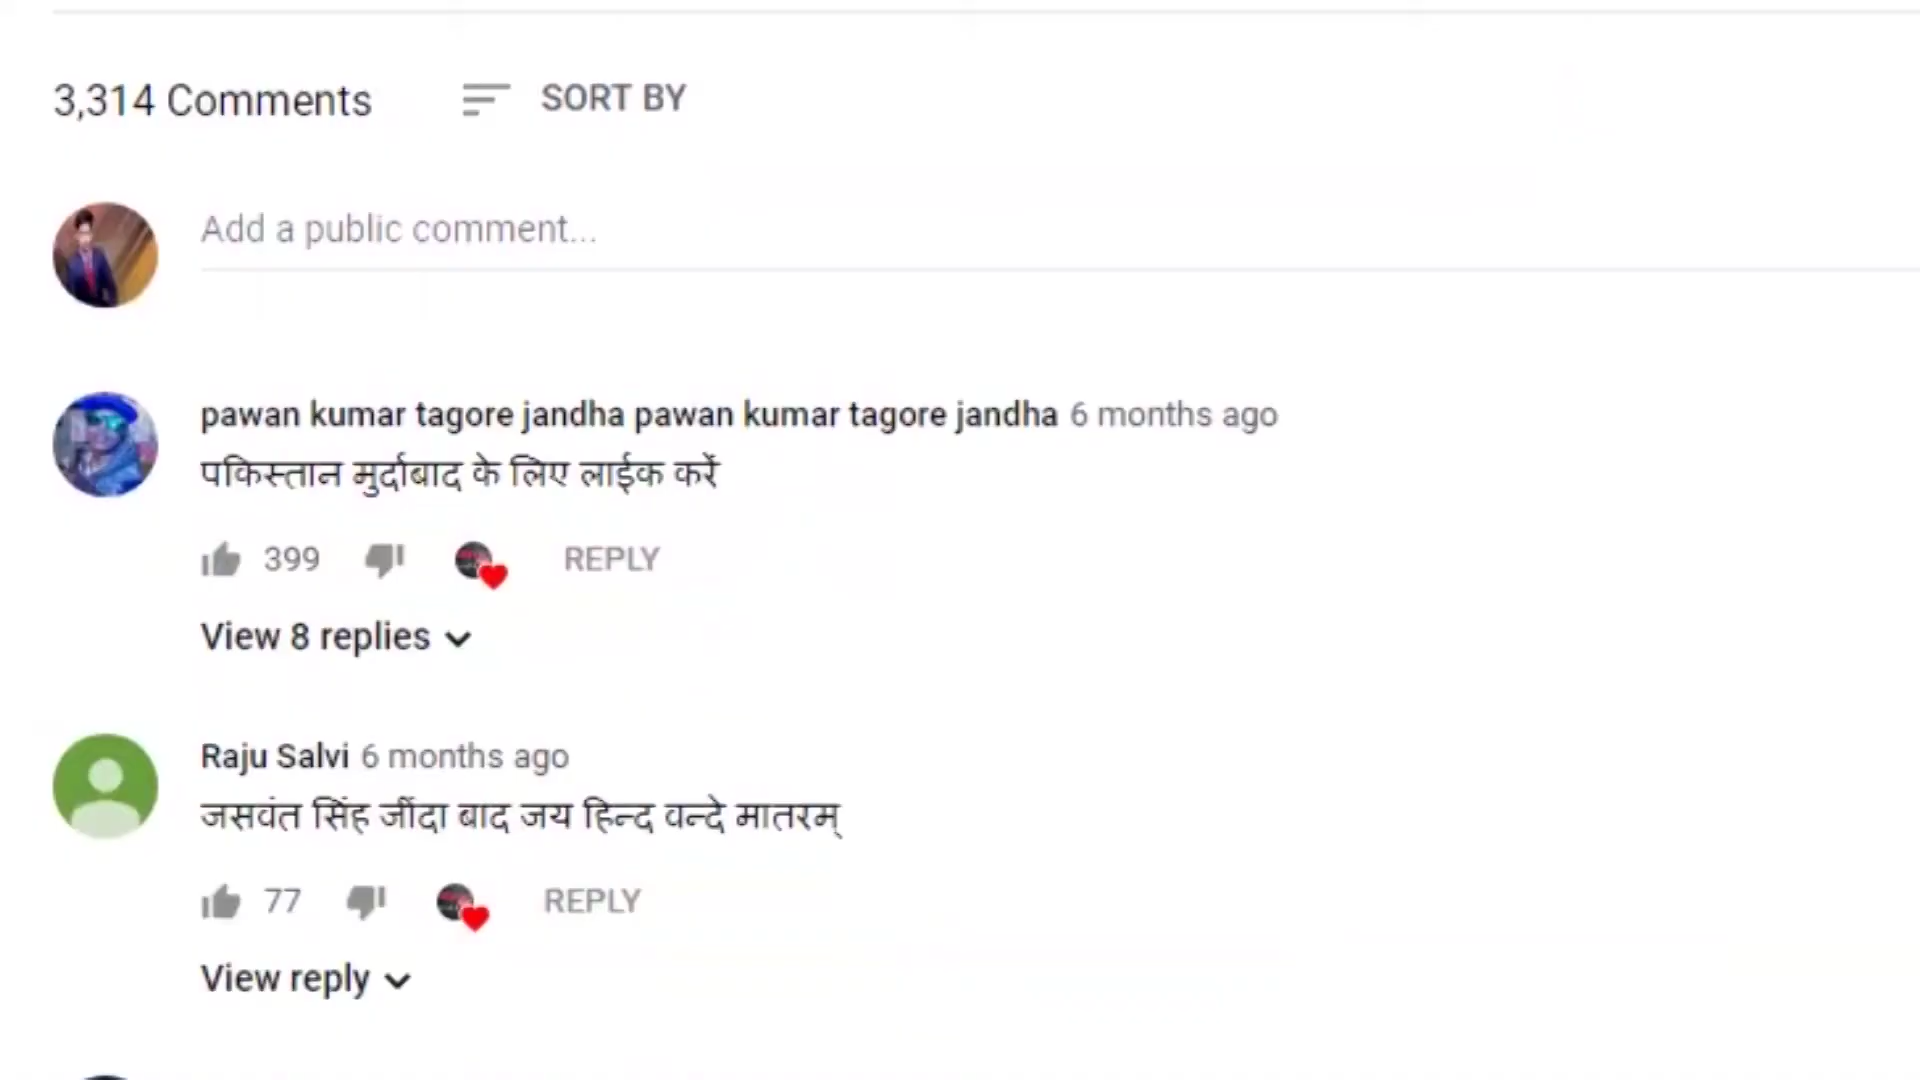 3,314 Comments SORT BY
Add a public comment...
pawan kumar tagore jandha pawan kumar tagore jandha 6 months ago
पकिस्तान मुर्दाबाद के लिए लाईक करें
399 REPLY
View 8 replies
Raju Salvi 6 months ago
जसवंत सिंह जींदा बाद जय हिन्द वन्दे मातरम्
77 REPLY
View reply